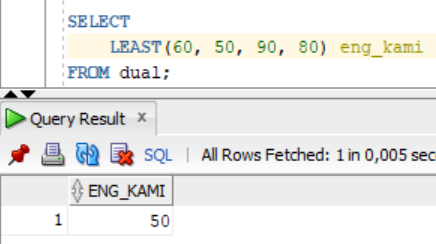 SELECT
LEAST(60, 50, 90, 80) eng_kami
FROM dual;
Query Result x
SQL | All Rows Fetched: 1 in 0,005 sec
ENG_KAMI
1 50